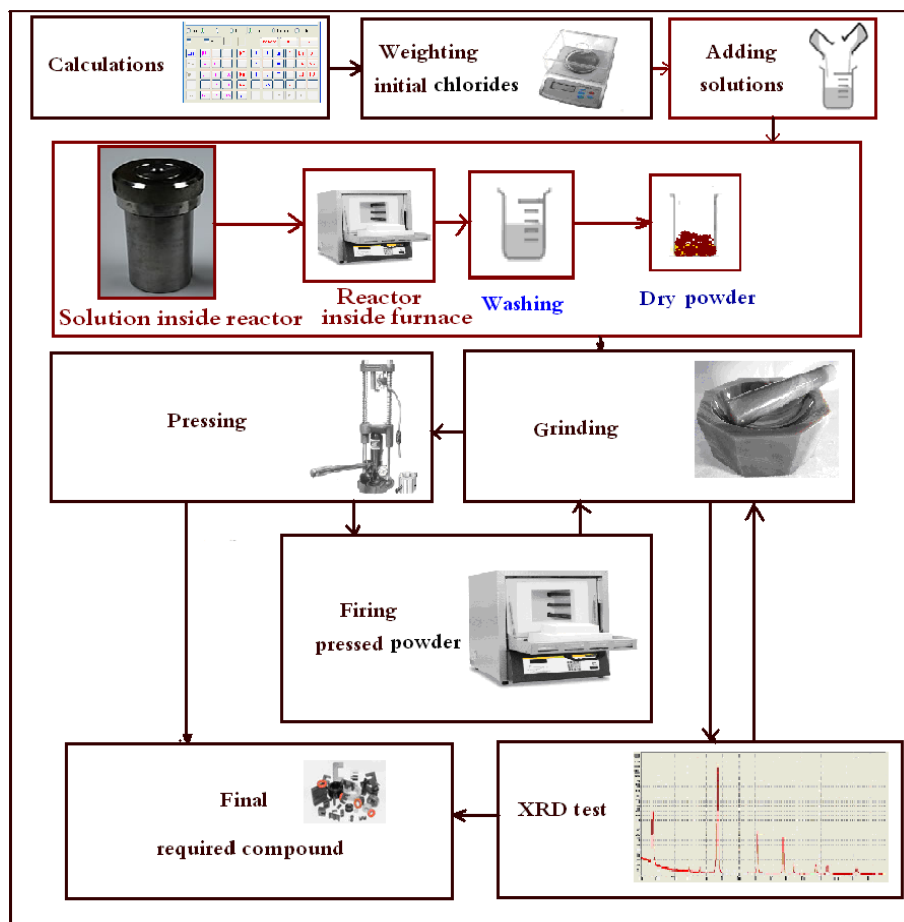 Calculations
Weighting
initial chlorides
Adding
solutions
Solution inside reactor
Reactor
inside furnace
Washing
Dry powder
Pressing
Grinding
Firing
pressed powder
Final
required compound
XRD test